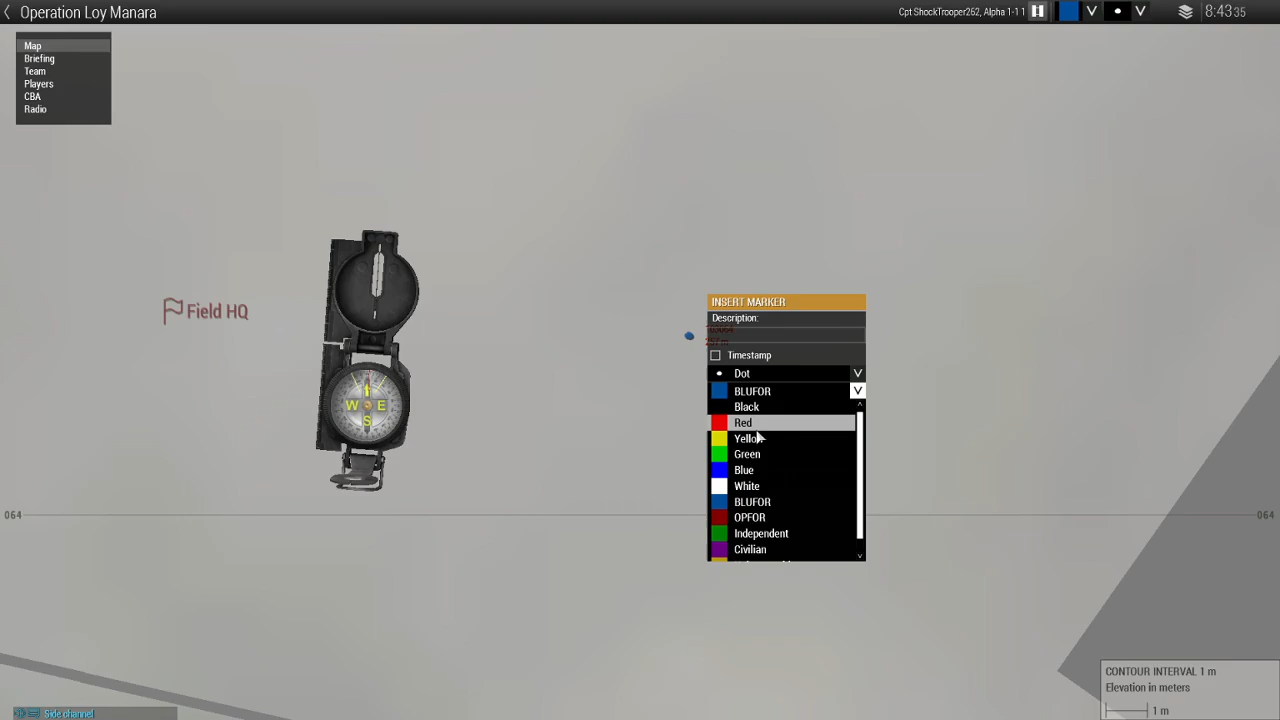 Operation Loy Manara
Cpt ShockTrooper262, Alpha 1-1 1
8:43 35
Map
Briefing
Team
Players
CBA
Radio
Field HQ
W E
S
INSERT MARKER
Description:
Timestamp
Dot
BLUFOR
Black
Red
Yellow
Green
Blue
White
BLUFOR
OPFOR
Independent
Civilian
064
064
CONTOUR INTERVAL 1 m
Elevation in meters
1 m
Side channel